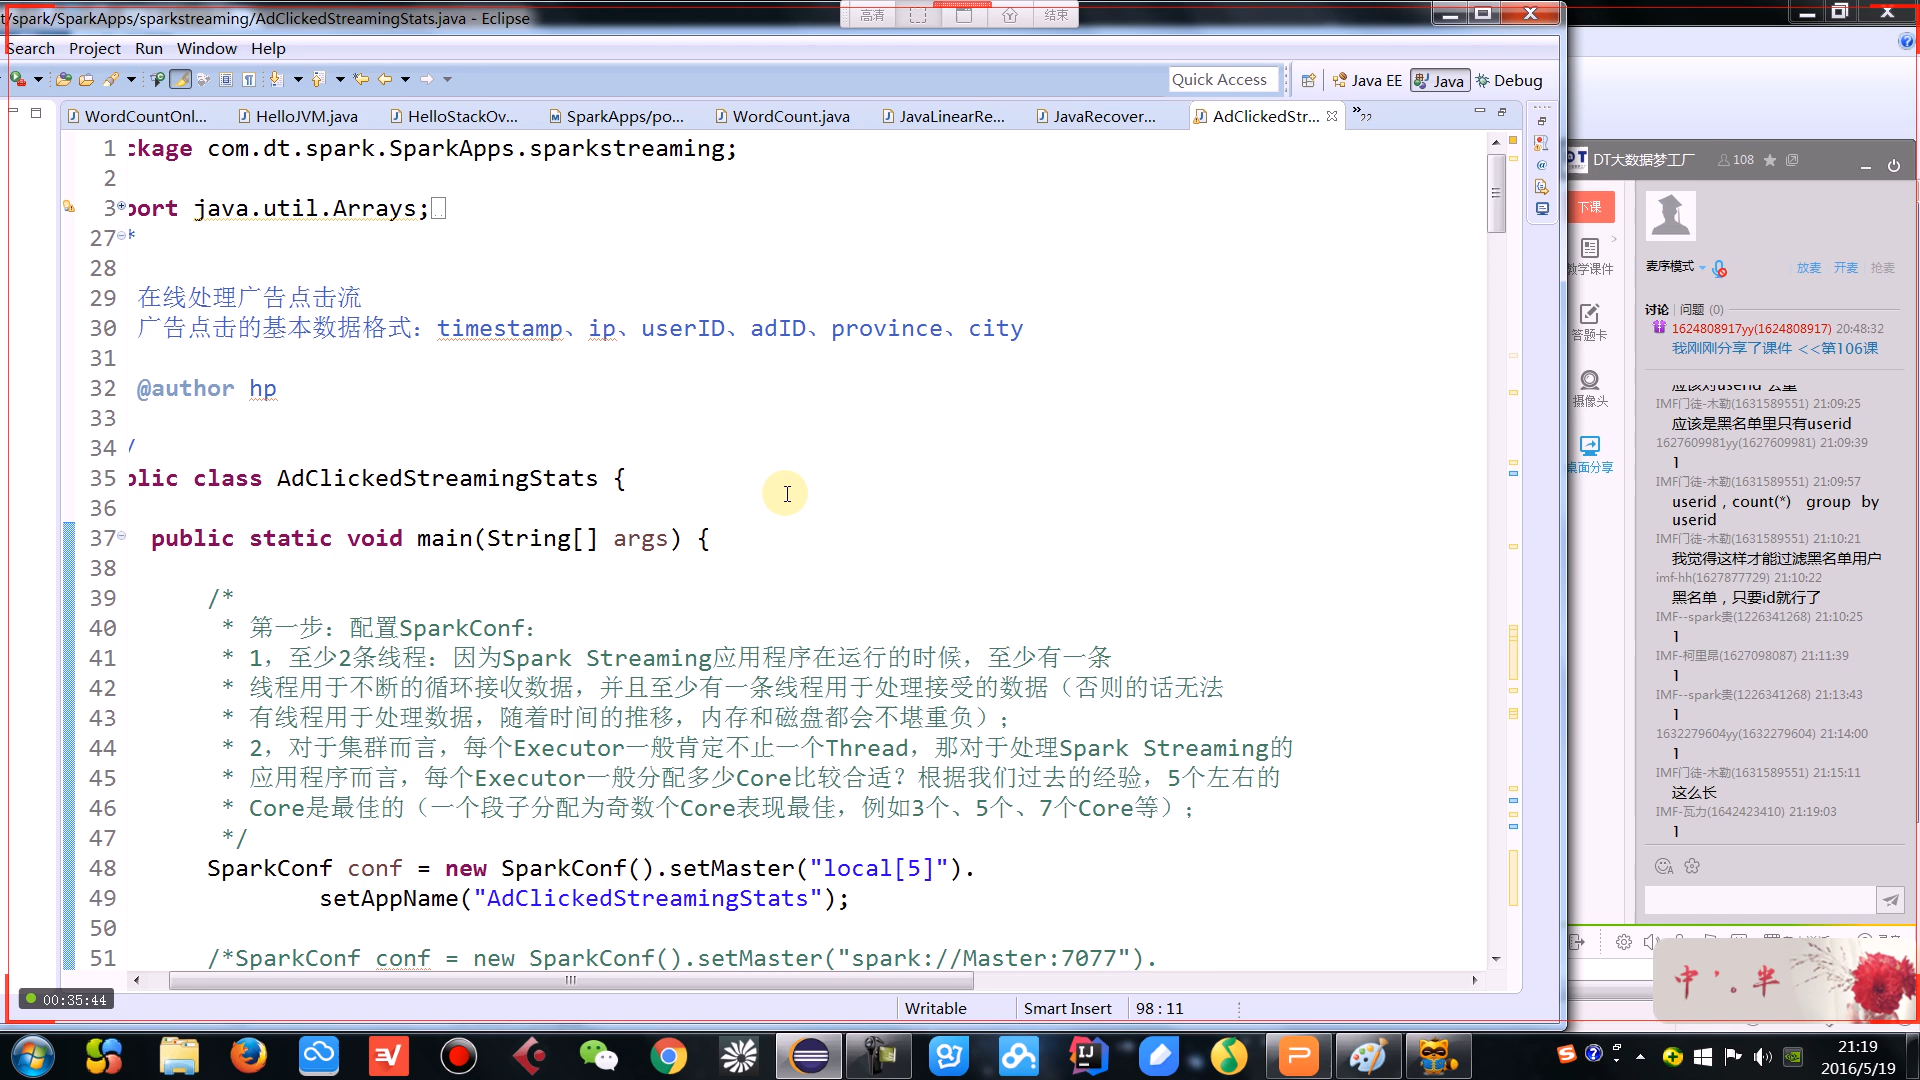 t/spark/SparkApps/sparkstreaming/AdClickedStreamingStats.java - Eclipse
高清
结束
Search Project Run Window Help
Quick Access
Java EE
Java
Debug
WordCountOnl...
HelloJVM.java
HelloStackOv...
SparkApps/po...
WordCount.java
JavaLinearRe...
JavaRecover...
AdClickedStr...
»22
1 ckage com.dt.spark.SparkApps.sparkstreaming;
2
3 port java.util.Arrays;
27 *
28
29 在线处理广告点击流
30 广告点击的基本数据格式：timestamp、ip、userID、adID、province、city
31
32 @author hp
33
34 /
35 blic class AdClickedStreamingStats {
36
37 public static void main(String[] args) {
38
39 /*
40 * 第一步：配置SparkConf：
41 * 1，至少2条线程：因为Spark Streaming应用程序在运行的时候，至少有一条
42 * 线程用于不断的循环接收数据，并且至少有一条线程用于处理接受的数据（否则的话无法
43 * 有线程用于处理数据，随着时间的推移，内存和磁盘都会不堪重负）；
44 * 2，对于集群而言，每个Executor一般肯定不止一个Thread，那对于处理Spark Streaming的
45 * 应用程序而言，每个Executor一般分配多少Core比较合适？根据我们过去的经验，5个左右的
46 * Core是最佳的（一个段子分配为奇数个Core表现最佳，例如3个、5个、7个Core等）；
47 */
48 SparkConf conf = new SparkConf().setMaster("local[5]").
49 setAppName("AdClickedStreamingStats");
50
51 /*SparkConf conf = new SparkConf().setMaster("spark://Master:7077").
Writable
Smart Insert
98 : 11
00:35:44
DT大数据梦工厂
108
下课
教学课件
答题卡
摄像头
桌面分享
麦序模式
放麦 开麦 抢麦
讨论 问题 (0)
1624808917yy(1624808917) 20:48:32
我刚刚分享了课件 <<第106课
应该对userid 去重
IMF门徒-木勒(1631589551) 21:09:25
应该是黑名单里只有userid
1627609981yy(1627609981) 21:09:39
1
IMF门徒-木勒(1631589551) 21:09:57
userid , count(*) group by
userid
IMF门徒-木勒(1631589551) 21:10:21
我觉得这样才能过滤黑名单用户
imf-hh(1627877729) 21:10:22
黑名单，只要id就行了
IMF--spark贵(1226341268) 21:10:25
1
IMF-柯里昂(1627098087) 21:11:39
1
IMF--spark贵(1226341268) 21:13:43
1
1632279604yy(1632279604) 21:14:00
1
IMF门徒-木勒(1631589551) 21:15:11
这么长
IMF-瓦力(1642423410) 21:19:03
1
中 ’。 半
21:19
2016/5/19